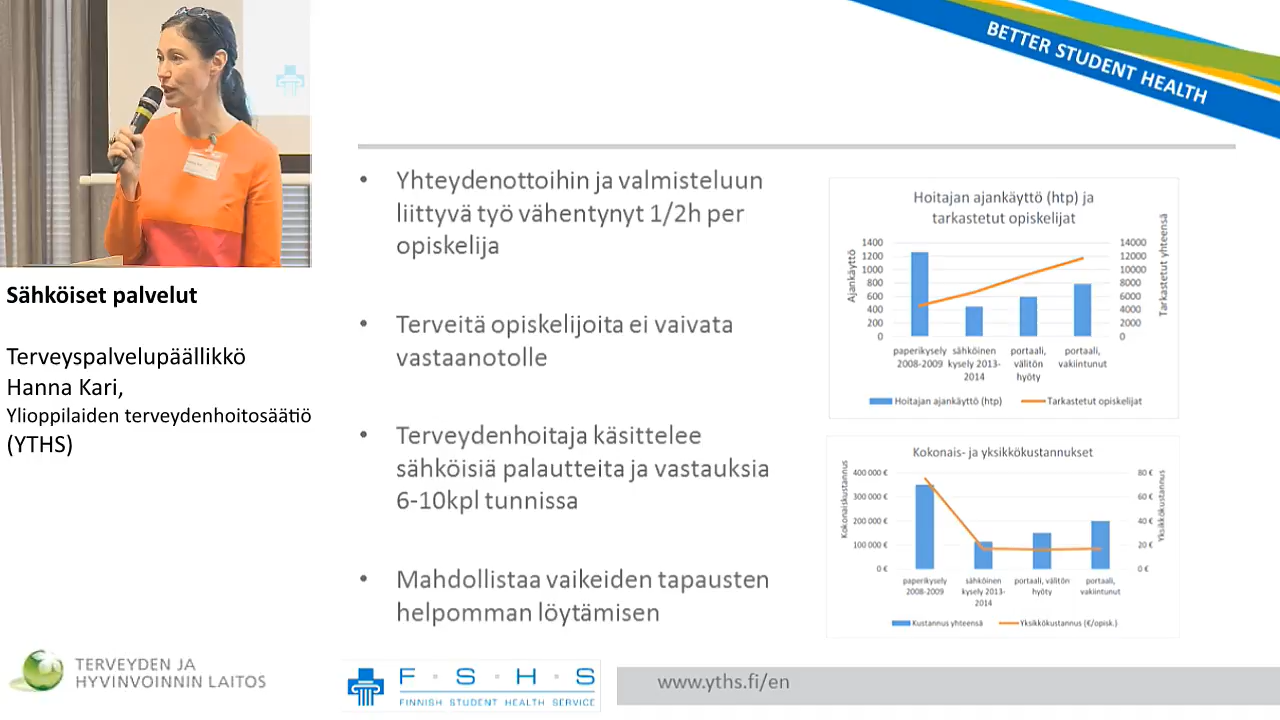 BETTER STUDENT HEALTH
Sähköiset palvelut
Terveyspalvelupäällikkö
Hanna Kari,
Ylioppilaiden terveydenhoitosäätiö
(YTHS)
• Yhteydenottoihin ja valmisteluun
liittyvä työ vähentynyt 1/2h per
opiskelija
• Terveitä opiskelijoita ei vaivata
vastaanotolle
• Terveydenhoitaja käsittelee
sähköisiä palautteita ja vastauksia
6-10kpl tunnissa
• Mahdollistaa vaikeiden tapausten
helpomman löytämisen
Hoitajan ajankäyttö (htp) ja
tarkastetut opiskelijat
Ajankäyttö
1400
1200
1000
800
600
400
200
0
14000
12000
10000
8000
6000
4000
2000
0
Tarkastetut yhteensä
paperikysely
2008-2009
sähköinen
kysely 2013-
2014
portaali,
välitön
hyöty
portaali,
vakiintunut
Hoitajan ajankäyttö (htp)
Tarkastetut opiskelijat
Kokonais- ja yksikkökustannukset
Kokonaiskustannus
400 000 €
300 000 €
200 000 €
100 000 €
0 €
80 €
60 €
40 €
20 €
0 €
Yksikkökustannus
paperikysely
2008-2009
sähköinen
kysely 2013-
2014
portaali, välitön
hyöty
portaali,
vakiintunut
Kustannus yhteensä
Yksikkökustannus (€/opisk.)
TERVEYDEN JA
HYVINVOINNIN LAITOS
F · S · H · S
FINNISH STUDENT HEALTH SERVICE
www.yths.fi/en